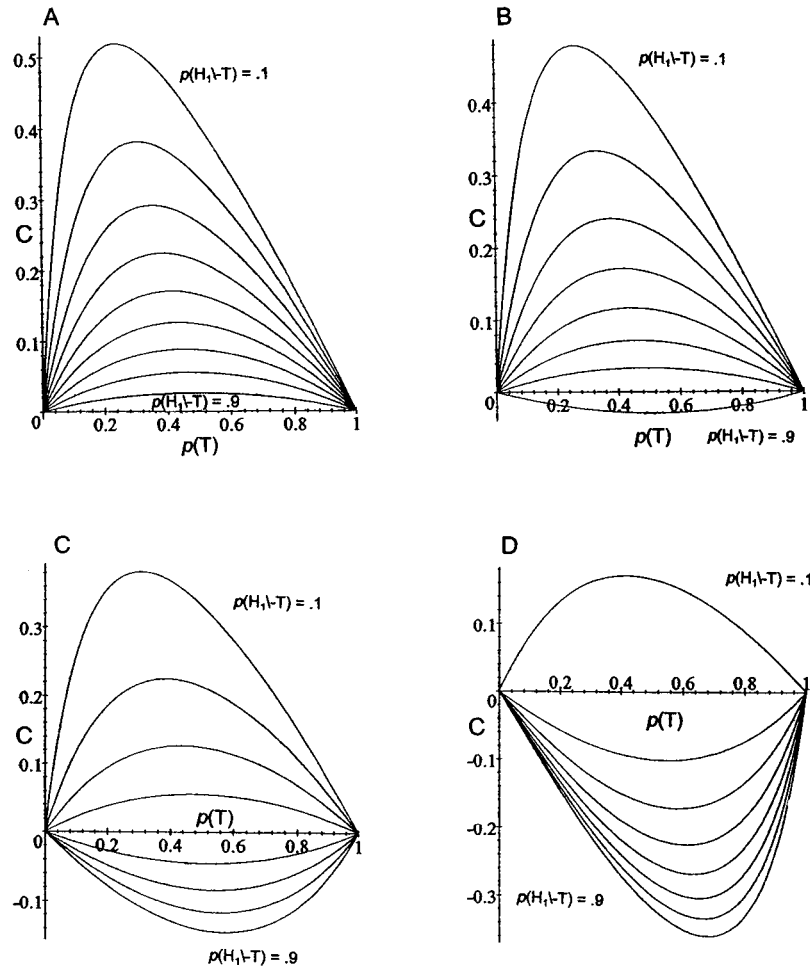 A
p(H₁\-T) = .1
0.5
0.4
0.3
C
0.2
0.1
p(H₁\-T) = .9
0 0.2 0.4 0.6 0.8 1
p(T)
B
p(H₁\-T) = .1
0.4
0.3
C
0.2
0.1
0 0.2 0.4 0.6 0.8 1
p(T) p(H₁\-T) = .9
C
p(H₁\-T) = .1
0.3
0.2
C
0.1
p(T)
0 0.2 0.4 0.6 0.8 1
-0.1
p(H₁\-T) = .9
D
p(H₁\-T) = .1
0.1
0.2 0.4 0.6 0.8 1
0
C
p(T)
-0.1
-0.2
-0.3
p(H₁\-T) = .9